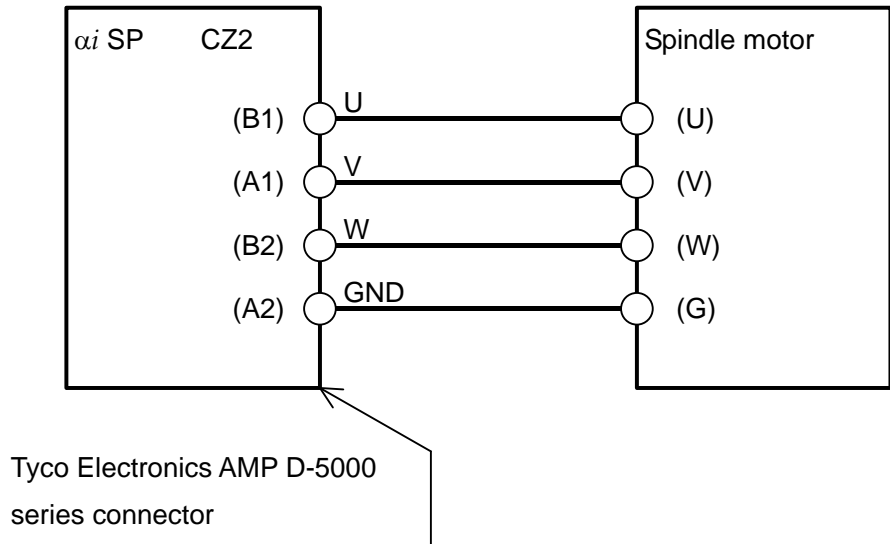 αi SP CZ2 Spindle motor
(B1) U (U)
(A1) V (V)
(B2) W (W)
(A2) GND (G)
Tyco Electronics AMP D-5000
series connector